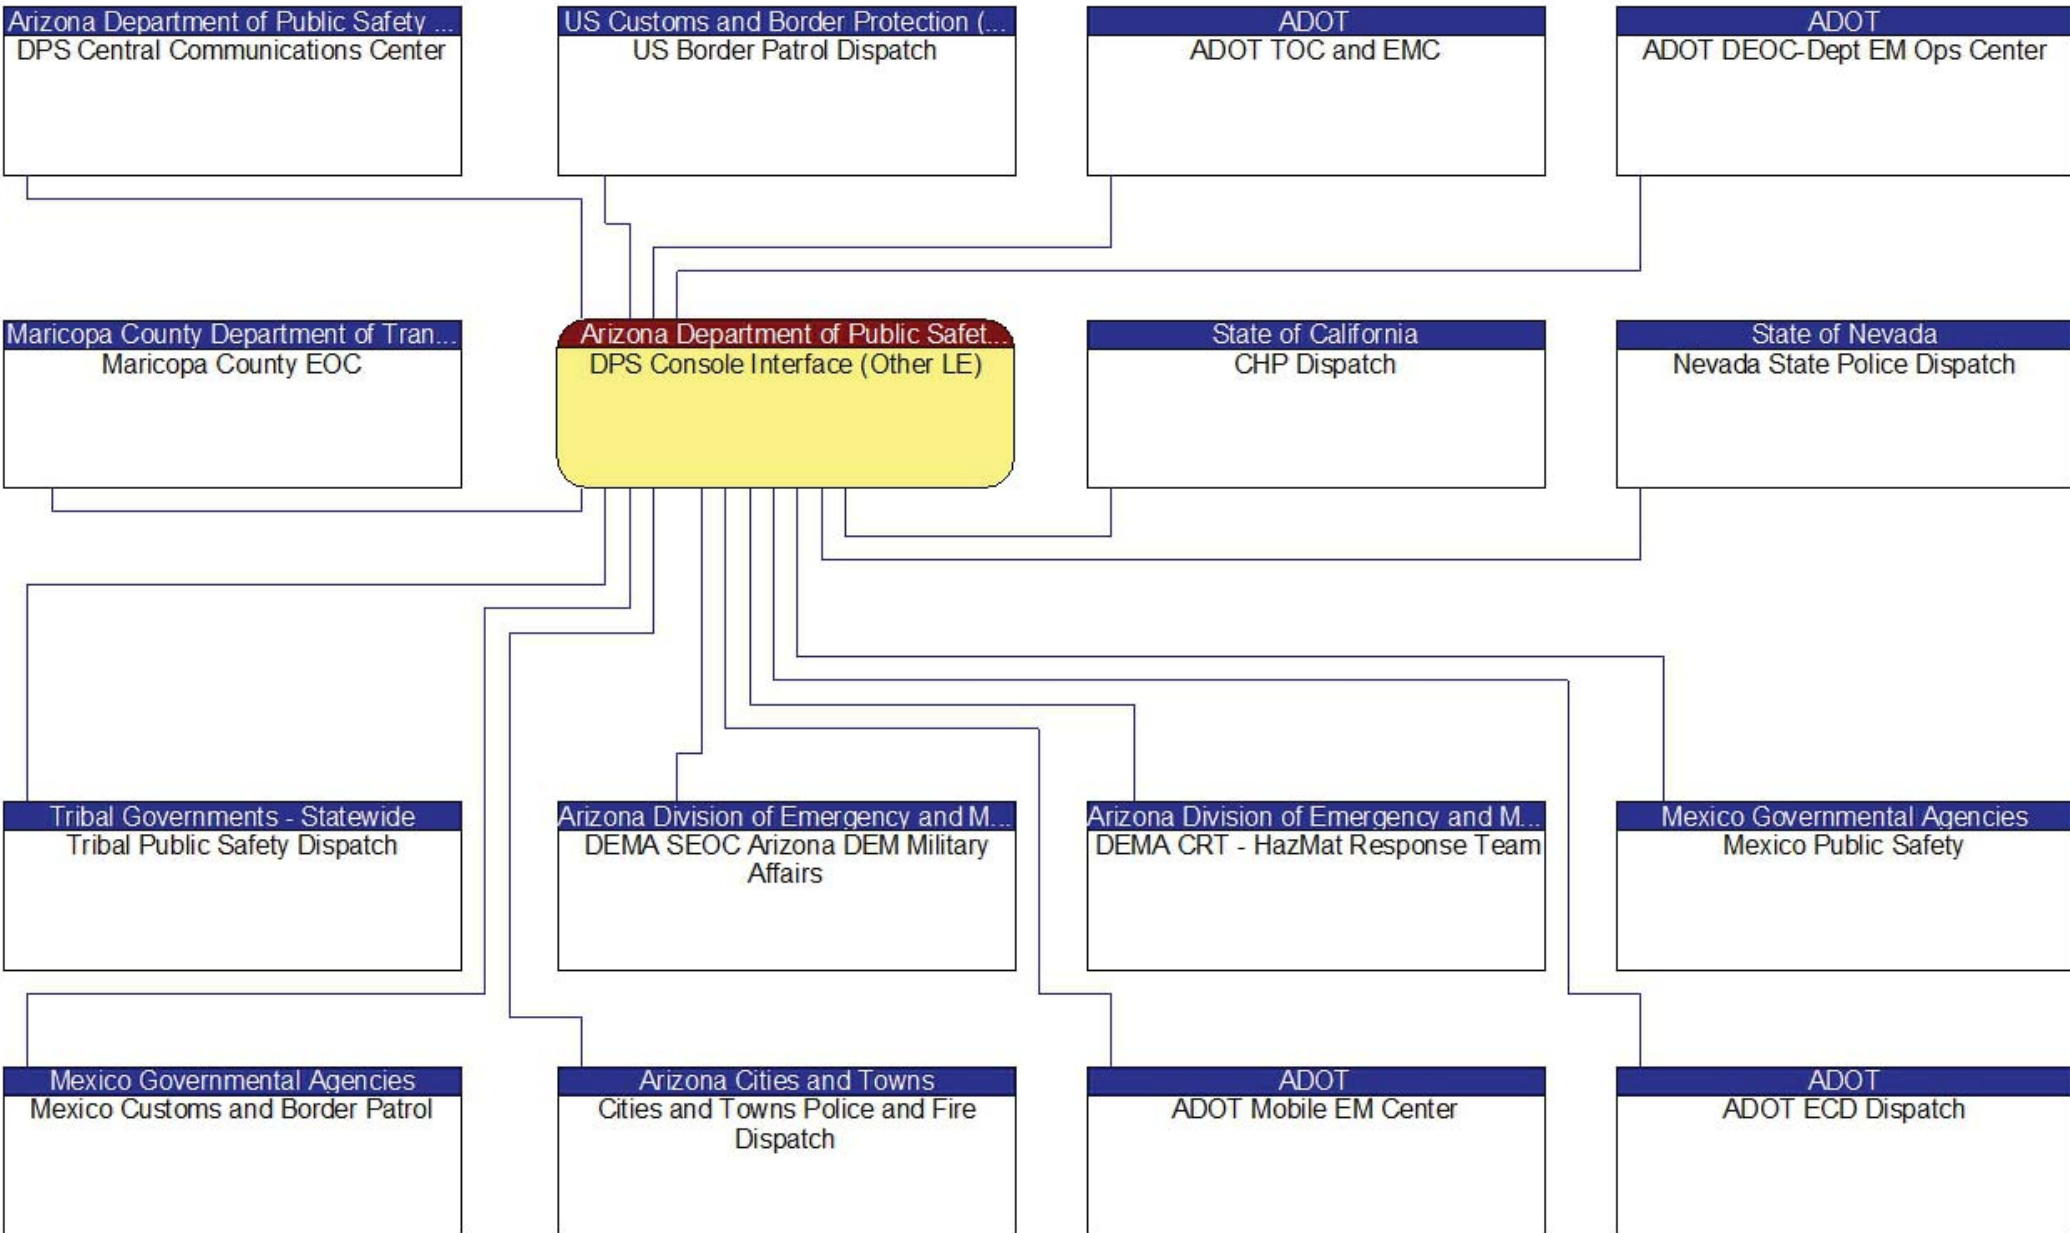 Arizona Department of Public Safety ...
DPS Central Communications Center
US Customs and Border Protection (...
US Border Patrol Dispatch
ADOT
ADOT TOC and EMC
ADOT
ADOT DEOC-Dept EM Ops Center
Maricopa County Department of Tran...
Maricopa County EOC
Arizona Department of Public Safet...
DPS Console Interface (Other LE)
State of California
CHP Dispatch
State of Nevada
Nevada State Police Dispatch
Tribal Governments - Statewide
Tribal Public Safety Dispatch
Arizona Division of Emergency and M...
DEMA SEOC Arizona DEM Military
Affairs
Arizona Division of Emergency and M...
DEMA CRT - HazMat Response Team
Mexico Governmental Agencies
Mexico Public Safety
Mexico Governmental Agencies
Mexico Customs and Border Patrol
Arizona Cities and Towns
Cities and Towns Police and Fire
Dispatch
ADOT
ADOT Mobile EM Center
ADOT
ADOT ECD Dispatch